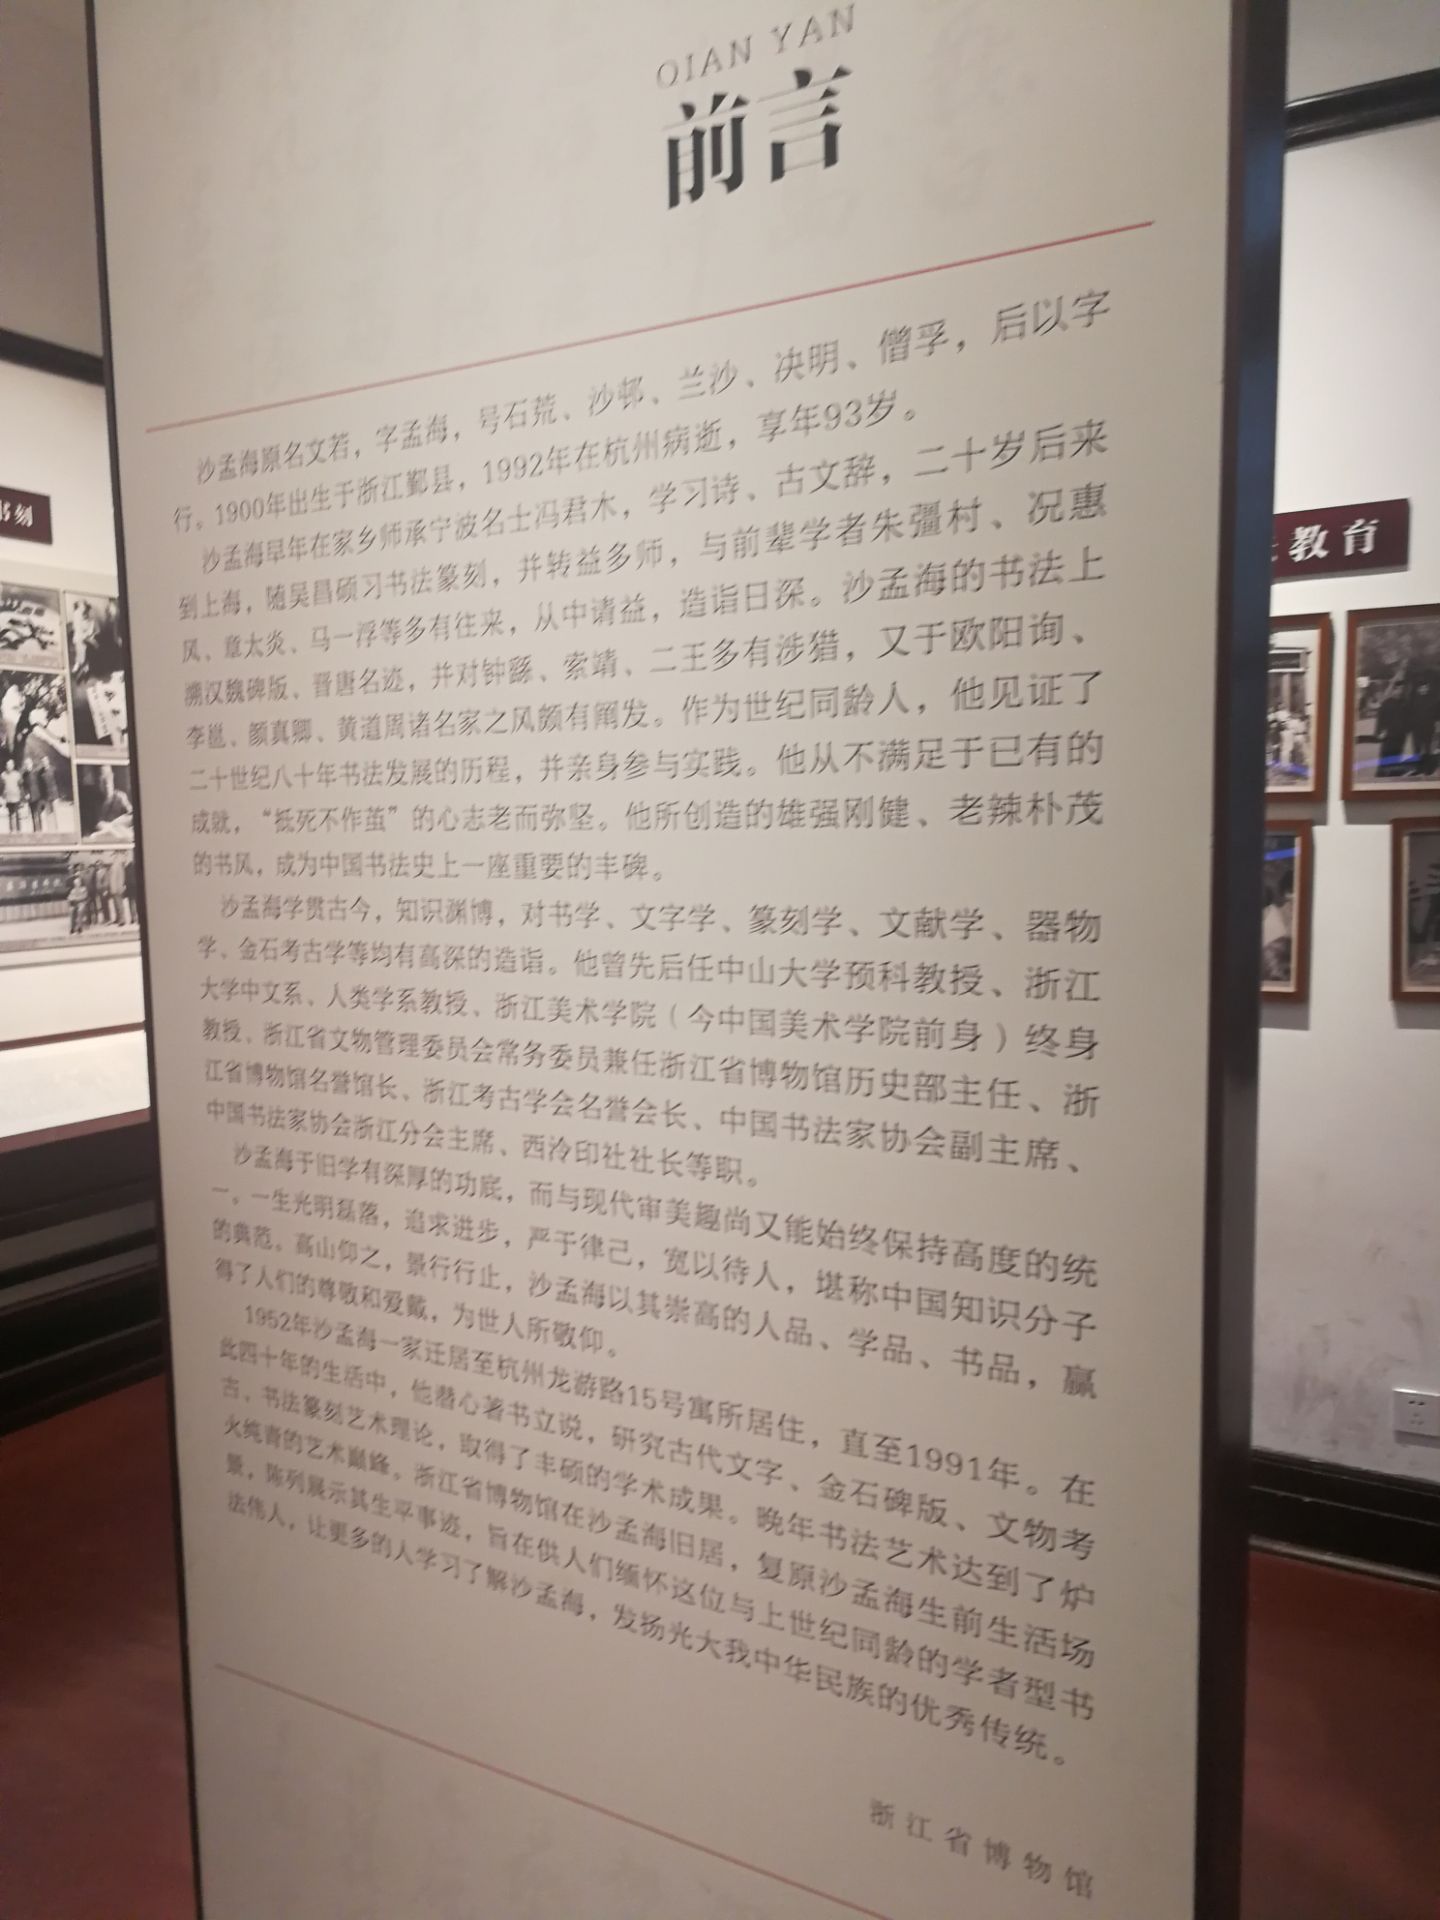 QIAN YAN
前言
沙孟海原名文若，字孟海，号石荒、沙邨、兰沙、决明、僧孚，后以字
行。1900年出生于浙江鄞县，1992年在杭州病逝，享年93岁。
沙孟海早年在家乡师承宁波名士冯君木，学习诗、古文辞，二十岁后来
到上海，随吴昌硕习书法篆刻，并转益多师，与前辈学者朱彊村、况惠
风、章太炎、马一浮等多有往来，从中请益，造诣日深。沙孟海的书法上
溯汉魏碑版、晋唐名迹，并对钟繇、索靖、二王多有涉猎，又于欧阳询、
李邕、颜真卿、黄道周诸名家之风颇有阐发。作为世纪同龄人，他见证了
二十世纪八十年书法发展的历程，并亲身参与实践。他从不满足于已有的
成就，“抵死不作茧”的心志老而弥坚。他所创造的雄强刚健、老辣朴茂
的书风，成为中国书法史上一座重要的丰碑。
沙孟海学贯古今，知识渊博，对书学、文字学、篆刻学、文献学、器物
学、金石考古学等均有高深的造诣。他曾先后任中山大学预科教授、浙江
大学中文系、人类学系教授、浙江美术学院（今中国美术学院前身）终身
教授、浙江省文物管理委员会常务委员兼任浙江省博物馆历史部主任、浙
江省博物馆名誉馆长、浙江考古学会名誉会长、中国书法家协会副主席、
中国书法家协会浙江分会主席、西泠印社社长等职。
沙孟海于旧学有深厚的功底，而与现代审美趣尚又能始终保持高度的统
一。一生光明磊落，追求进步，严于律己，宽以待人，堪称中国知识分子
的典范。高山仰之，景行行止，沙孟海以其崇高的人品、学品、书品，赢
得了人们的尊敬和爱戴，为世人所敬仰。
1952年沙孟海一家迁居至杭州龙游路15号寓所居住，直至1991年。在
此四十年的生活中，他潜心著书立说，研究古代文字、金石碑版、文物考
古、书法篆刻艺术理论，取得了丰硕的学术成果。晚年书法艺术达到了炉
火纯青的艺术巅峰。浙江省博物馆在沙孟海旧居，复原沙孟海生前生活场
景，陈列展示其生平事迹，旨在供人们缅怀这位与上世纪同龄的学者型书
法伟人，让更多的人学习了解沙孟海，发扬光大我中华民族的优秀传统。
浙江省博物馆
书刻
教育